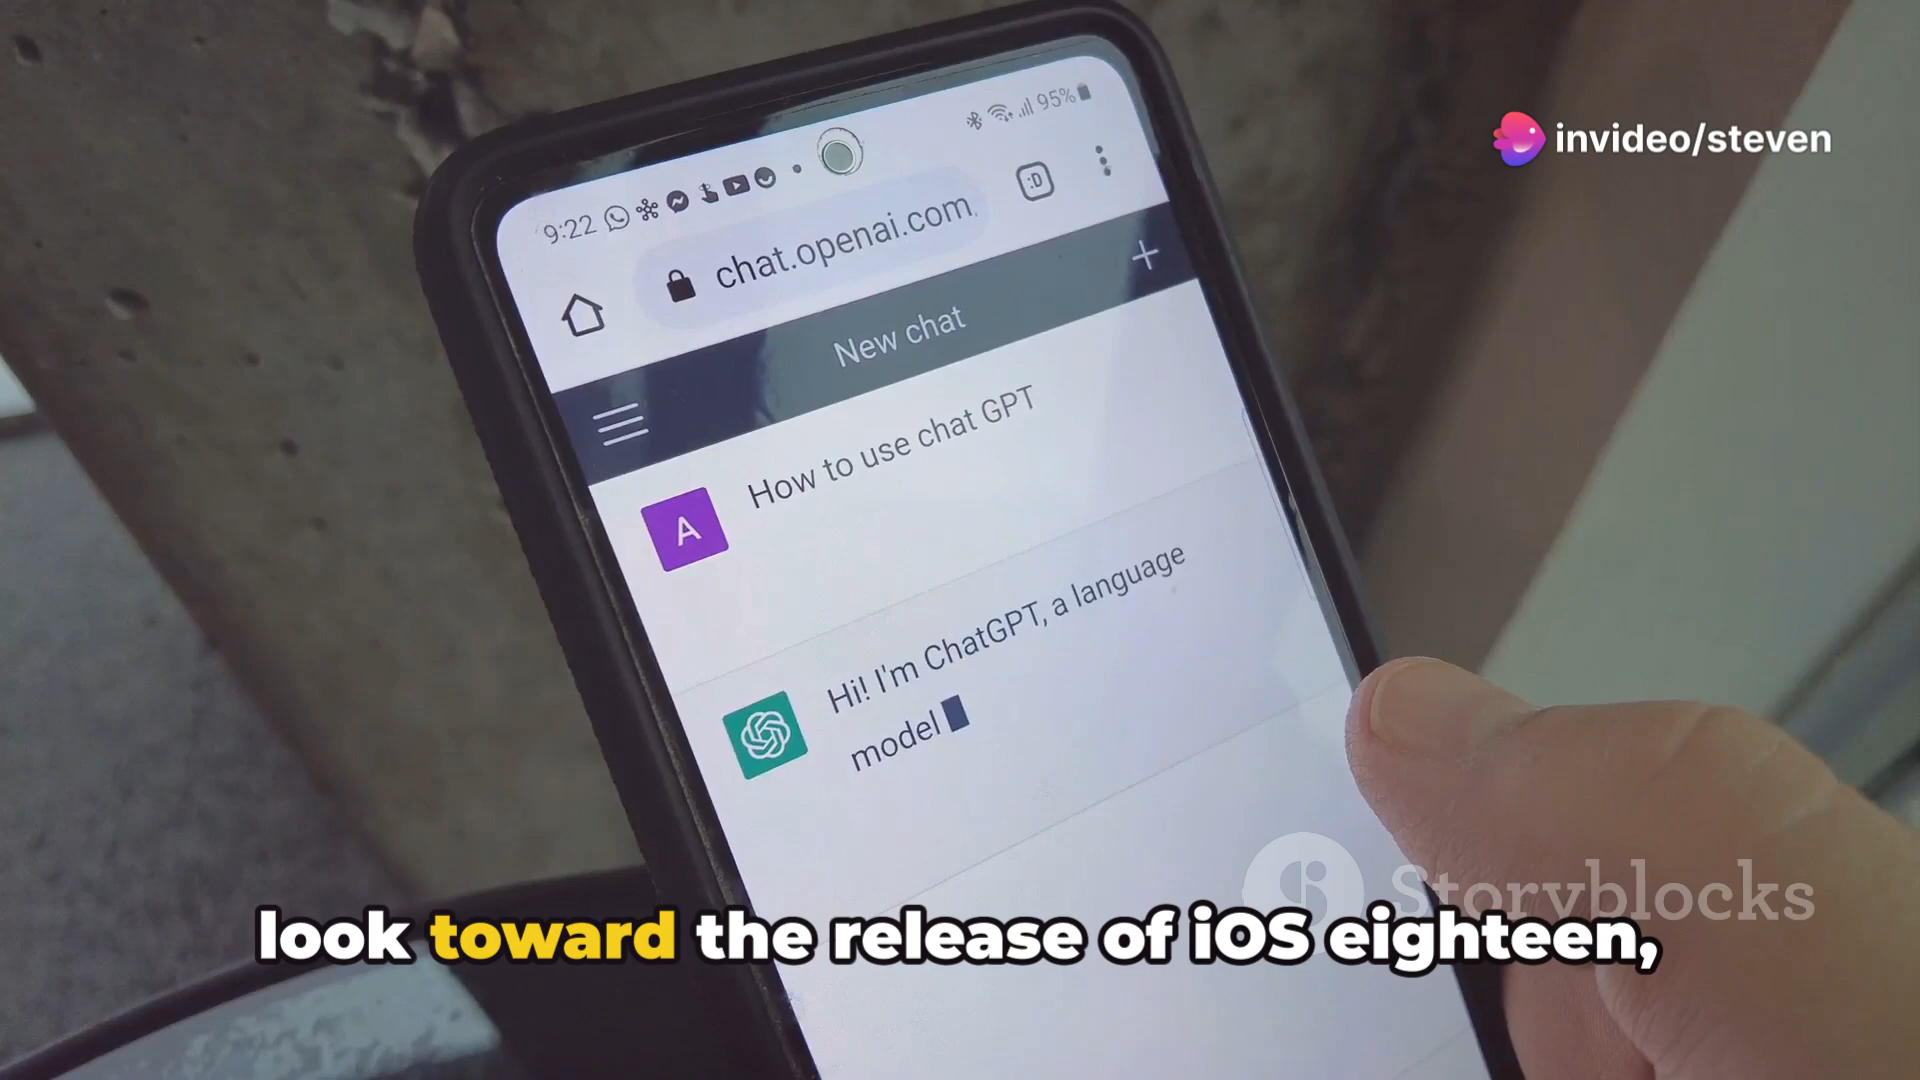 invideo/steven
9:22
95%
:D
chat.openai.com
New chat
+
A
How to use chat GPT
Hi! I'm ChatGPT, a language
model
Storyblocks
look toward the release of iOS eighteen,